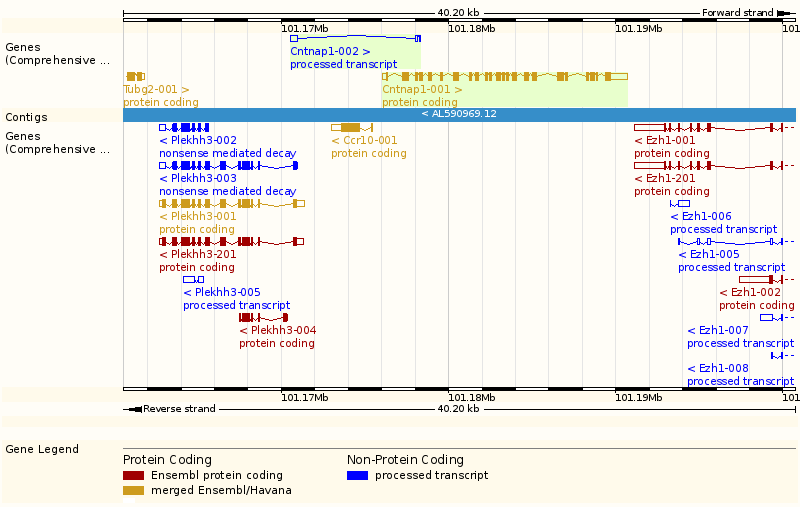 40.20 kb
Forward strand
101.17Mb 101.18Mb 101.19Mb 101
Genes
(Comprehensive ...
Cntnap1-002 >
processed transcript
Tubg2-001 >
protein coding
Cntnap1-001 >
protein coding
Contigs
< AL590969.12
Genes
(Comprehensive ...
< Plekhh3-002
nonsense mediated decay
< Ccr10-001
protein coding
< Ezh1-001
protein coding
< Plekhh3-003
nonsense mediated decay
< Ezh1-201
protein coding
< Plekhh3-001
protein coding
< Ezh1-006
processed transcript
< Plekhh3-201
protein coding
< Ezh1-005
processed transcript
< Plekhh3-005
processed transcript
< Ezh1-002
protein coding
< Plekhh3-004
protein coding
< Ezh1-007
processed transcript
< Ezh1-008
processed transcript
101.17Mb 101.18Mb 101.19Mb 101
Reverse strand
40.20 kb
Gene Legend
Protein Coding
Non-Protein Coding
Ensembl protein coding
processed transcript
merged Ensembl/Havana